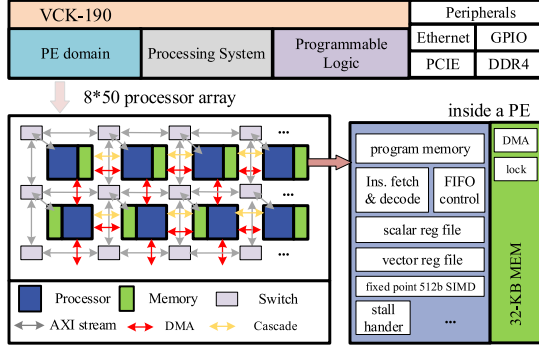 VCK-190
PE domain
Processing System
Programmable
Logic
Peripherals
Ethernet
GPIO
PCIE
DDR4
8*50 processor array
...
...
...
Processor
Memory
Switch
AXI stream
DMA
Cascade
inside a PE
program memory
Ins. fetch
& decode
FIFO
control
scalar reg file
vector reg file
fixed point 512b SIMD
stall
hander
...
DMA
lock
32-KB MEM